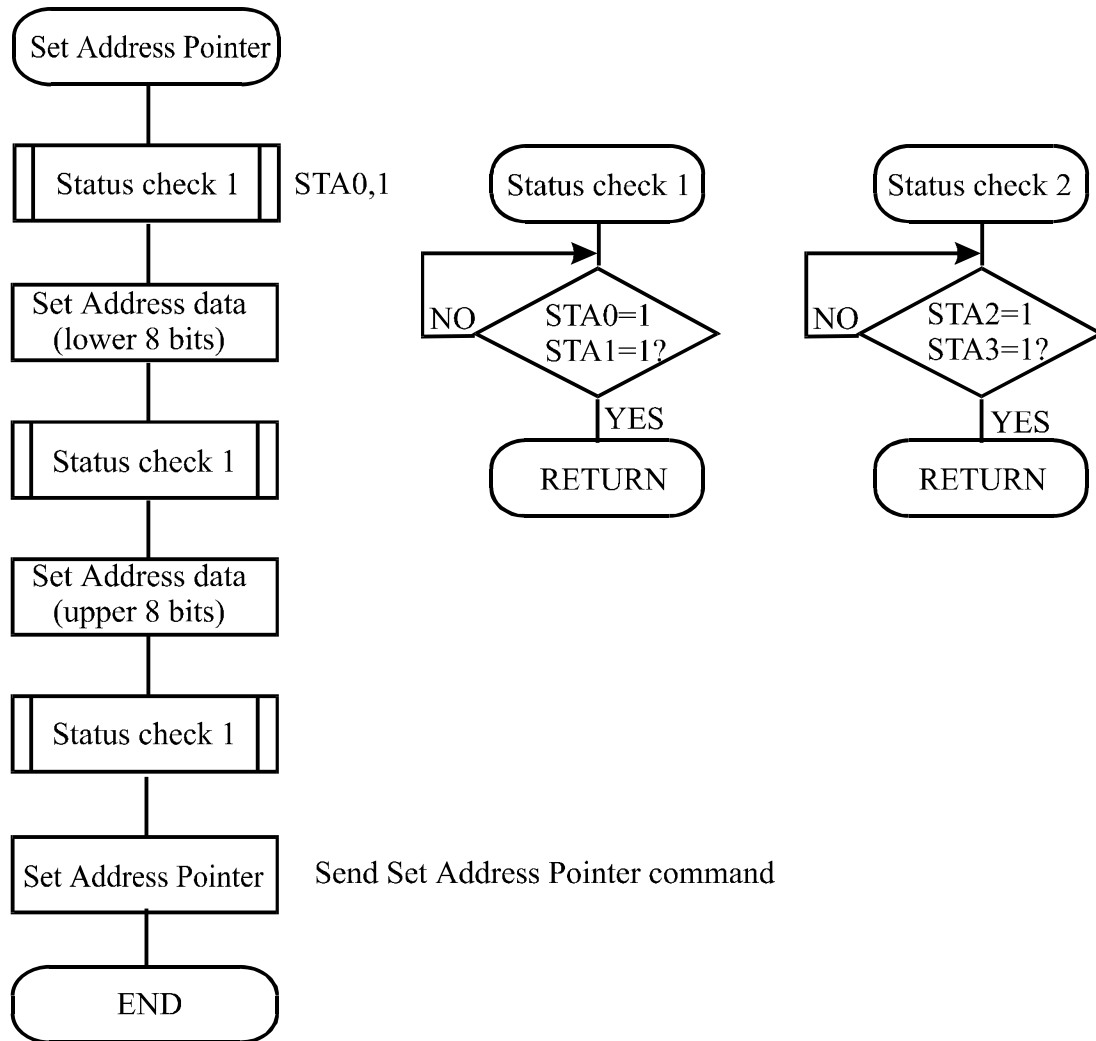 Set Address Pointer
Status check 1
STA0,1
Set Address data
(lower 8 bits)
Status check 1
Set Address data
(upper 8 bits)
Status check 1
Set Address Pointer
Send Set Address Pointer command
END
Status check 1
NO
STA0=1
STA1=1?
YES
RETURN
Status check 2
NO
STA2=1
STA3=1?
YES
RETURN